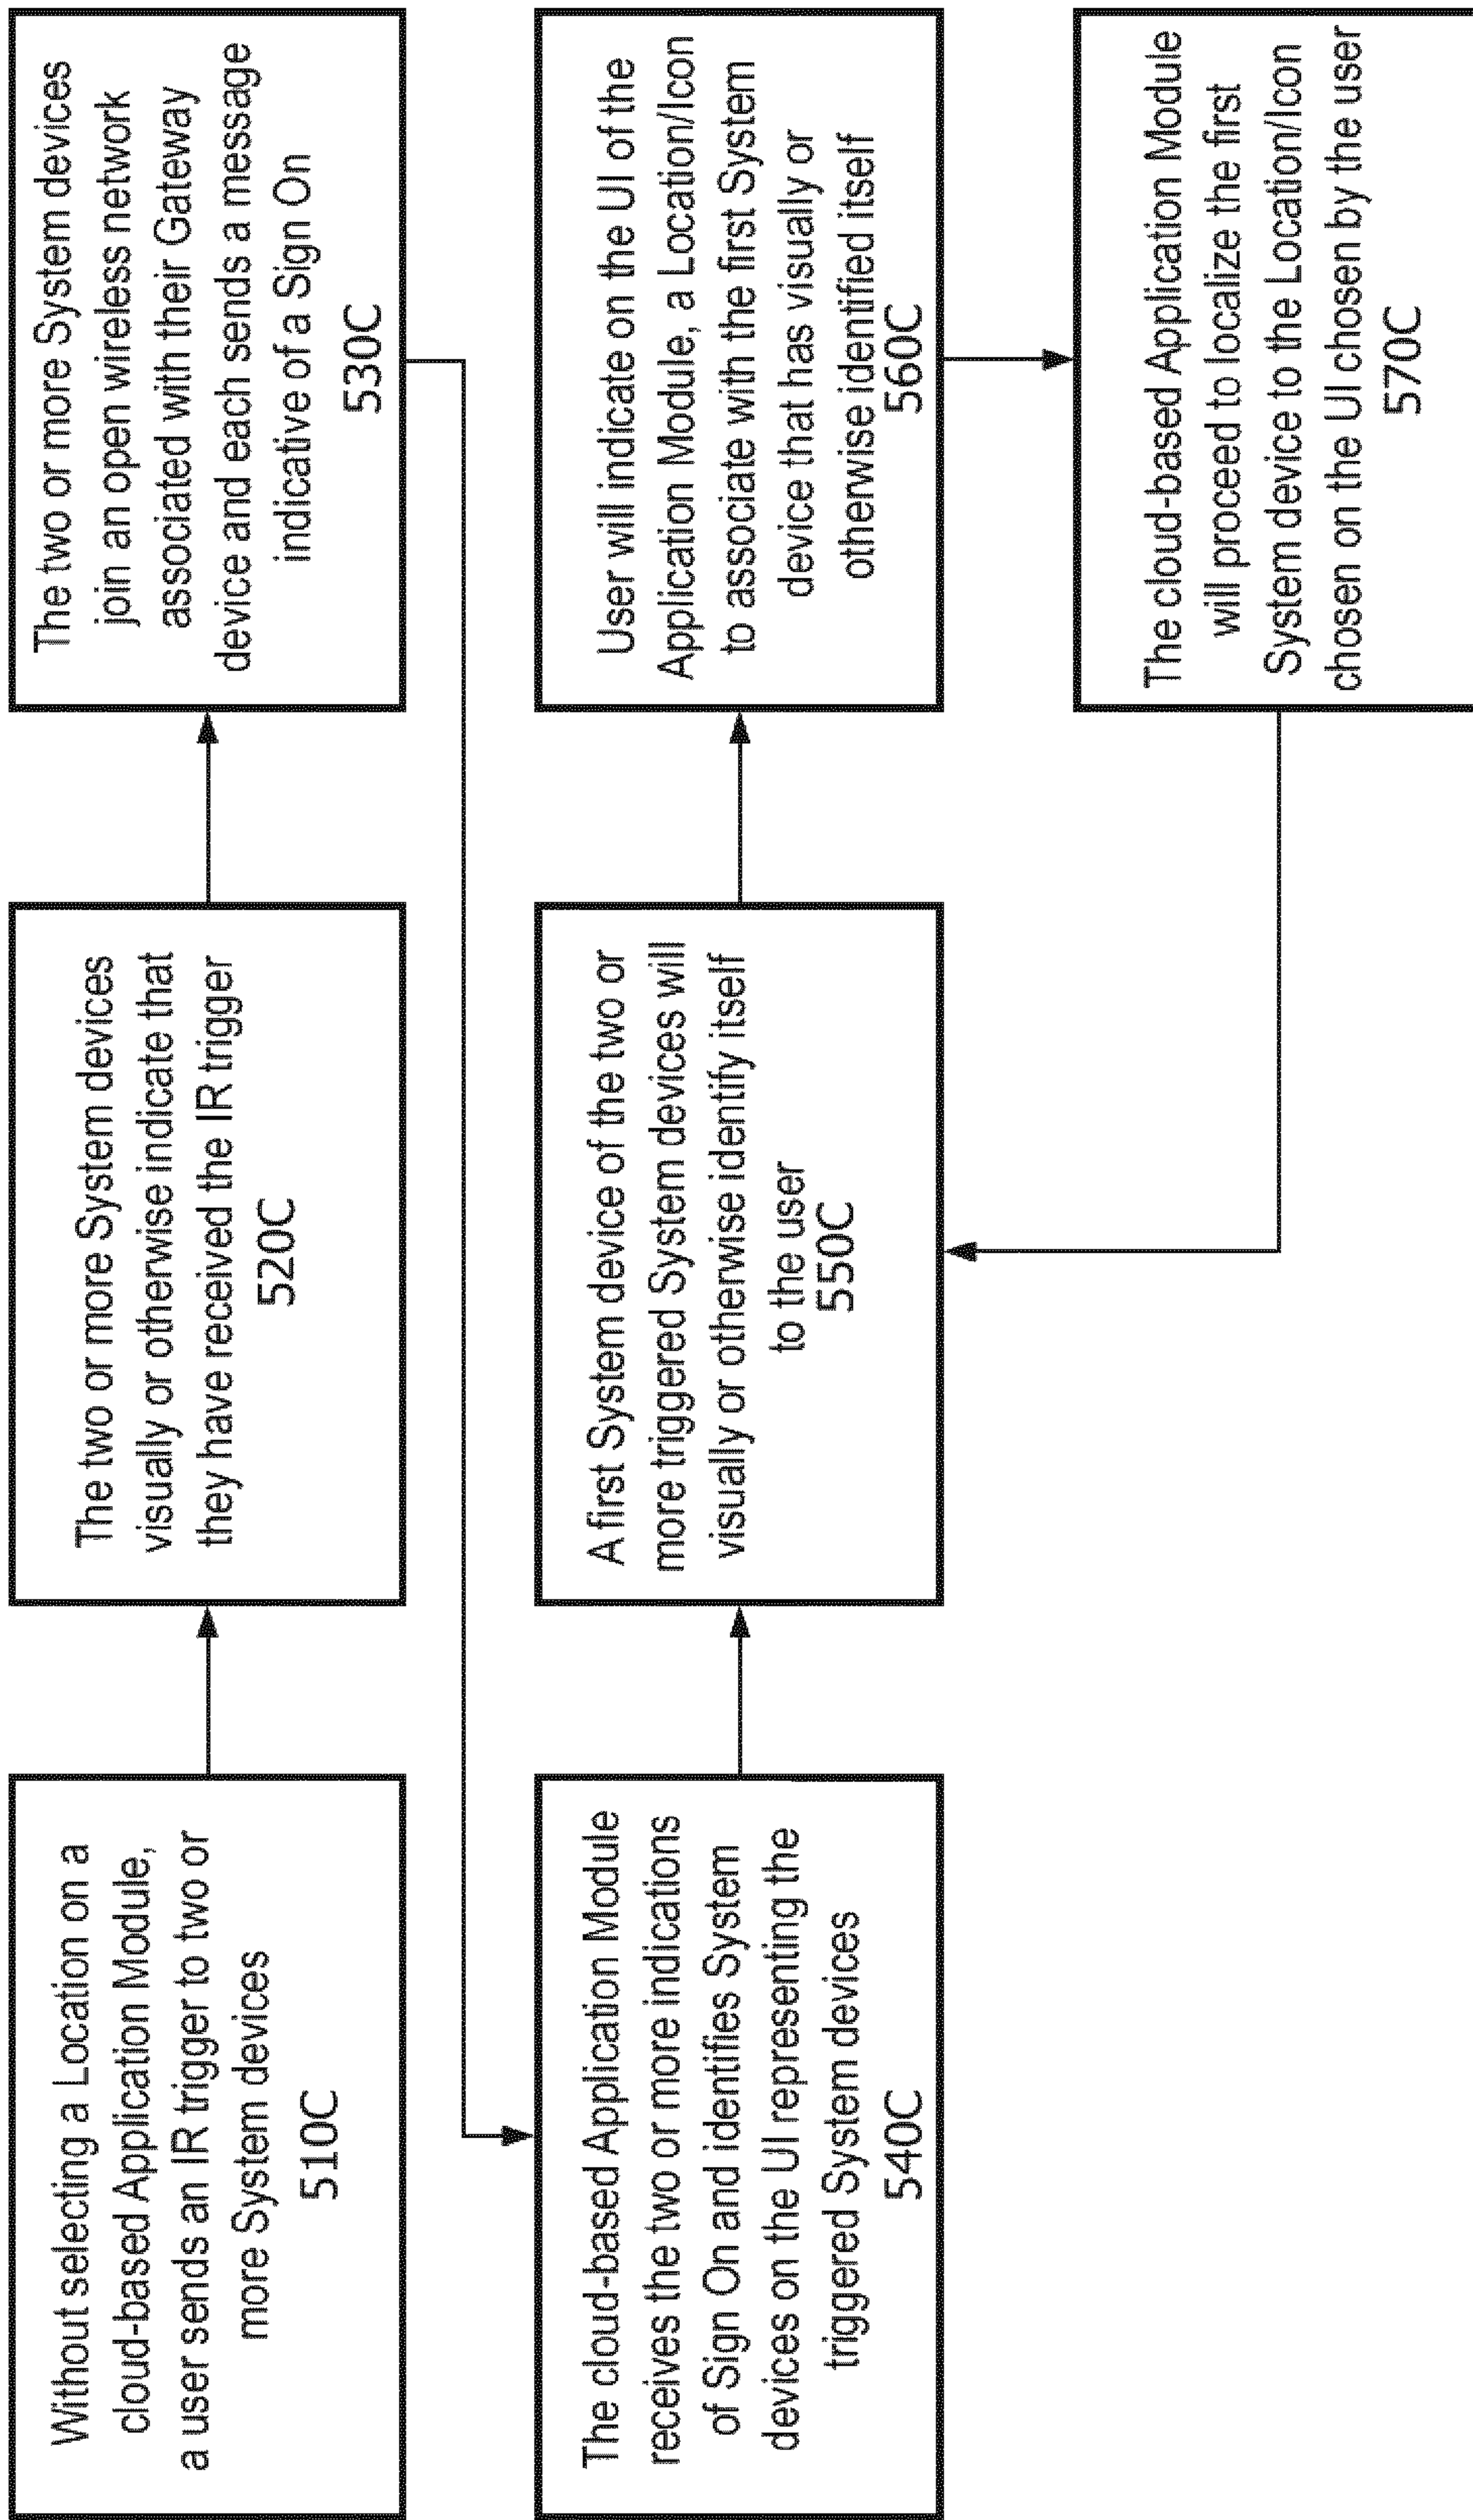 Without selecting a Location on a
cloud-based Application Module,
a user sends an IR trigger to two or
more System devices
510C
The two or more System devices
visually or otherwise indicate that
they have received the IR trigger
520C
The two or more System devices
join an open wireless network
associated with their Gateway
device and each sends a message
indicative of a Sign On
530C
The cloud-based Application Module
receives the two or more indications
of Sign On and identifies System
devices on the UI representing the
triggered System devices
540C
A first System device of the two or
more triggered System devices will
visually or otherwise identify itself
to the user
550C
User will indicate on the UI of the
Application Module, a Location/Icon
to associate with the first System
device that has visually or
otherwise identified itself
560C
The cloud-based Application Module
will proceed to localize the first
System device to the Location/Icon
chosen on the UI chosen by the user
570C